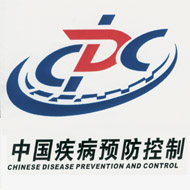 CDC
中国疾病预防控制
CHINESE DISEASE PREVENTION AND CONTROL